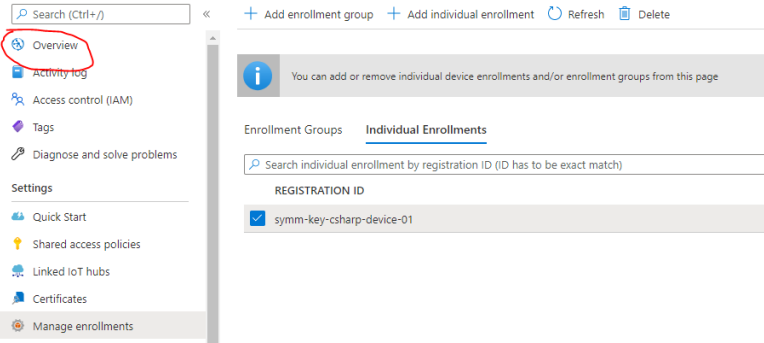 Search (Ctrl+/)
«
Overview
Activity log
Access control (IAM)
Tags
Diagnose and solve problems
Settings
Quick Start
Shared access policies
Linked IoT hubs
Certificates
Manage enrollments
+ Add enrollment group + Add individual enrollment Refresh Delete
You can add or remove individual device enrollments and/or enrollment groups from this page
Enrollment Groups Individual Enrollments
Search individual enrollment by registration ID (ID has to be exact match)
REGISTRATION ID
symm-key-csharp-device-01